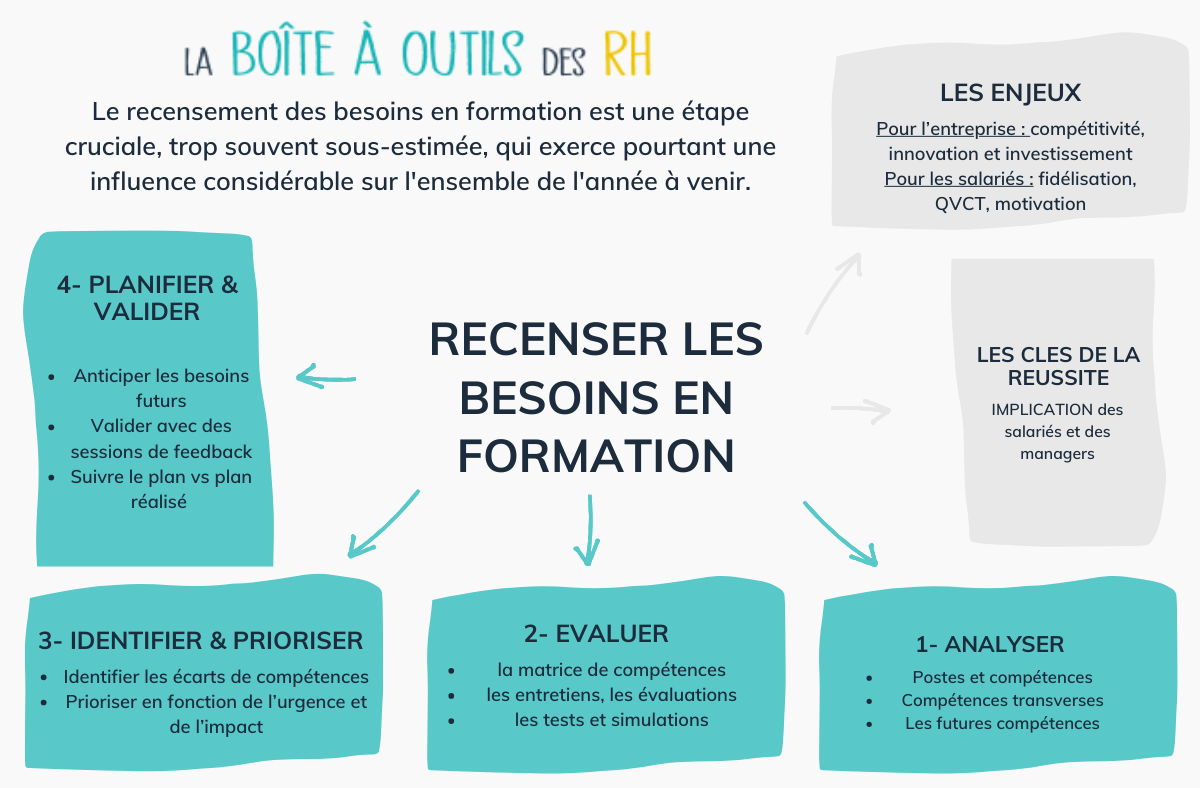 LA BOÎTE À OUTILS DES RH
Le recensement des besoins en formation est une étape
cruciale, trop souvent sous-estimée, qui exerce pourtant une
influence considérable sur l'ensemble de l'année à venir.
LES ENJEUX
Pour l’entreprise : compétitivité,
innovation et investissement
Pour les salariés : fidélisation,
QVCT, motivation
LES CLES DE LA
REUSSITE
IMPLICATION des
salariés et des
managers
RECENSER LES
BESOINS EN
FORMATION
1- ANALYSER
• Postes et compétences
• Compétences transverses
• Les futures compétences
2- EVALUER
• la matrice de compétences
• les entretiens, les évaluations
• les tests et simulations
3- IDENTIFIER & PRIORISER
• Identifier les écarts de compétences
• Prioriser en fonction de l’urgence et
de l’impact
4- PLANIFIER &
VALIDER
• Anticiper les besoins
futurs
• Valider avec des
sessions de feedback
• Suivre le plan vs plan
réalisé